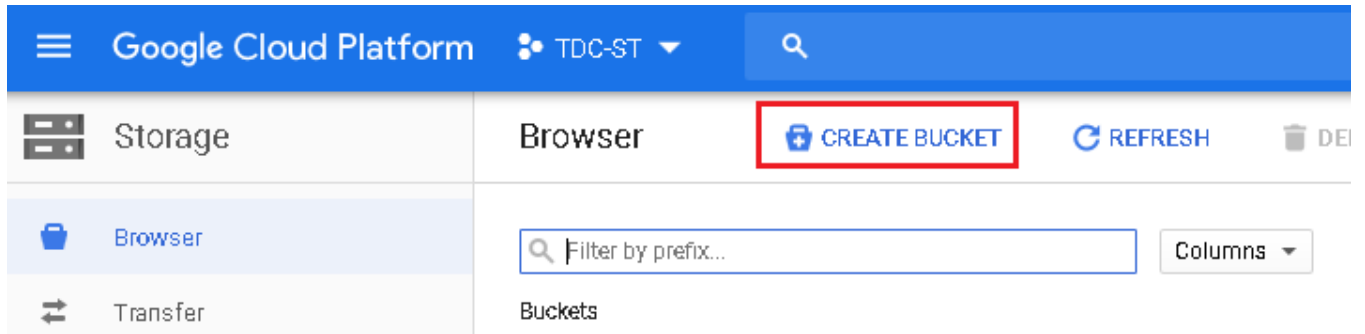 Google Cloud Platform TDC-ST
Storage
Browser CREATE BUCKET REFRESH
Browser
Filter by prefix... Columns
Transfer
Buckets